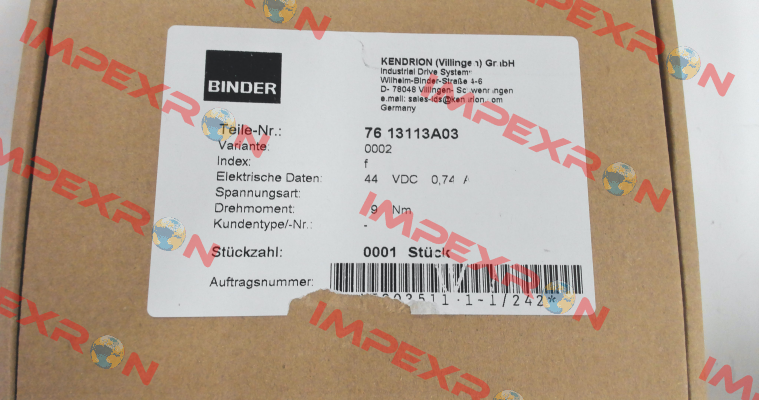 BINDER
KENDRION (Villingen) GmbH
Industrial Drive Systems
Wilhelm-Binder-Straße 4-6
D- 78048 Villingen- Schwenningen
e.mail: sales-ids@kendrion.com
Germany
Teile-Nr.: 76 13113A03
Variante: 0002
Index: f
Elektrische Daten: 44 VDC 0,74 A
Spannungsart:
Drehmoment: 9 Nm
Kundentype/-Nr.: -
Stückzahl: 0001 Stück
Auftragsnummer:
IMPEXRON
IMPEXRON
IMPEXRON
IMPEXRON
IMPEXRON
IMPEXRON